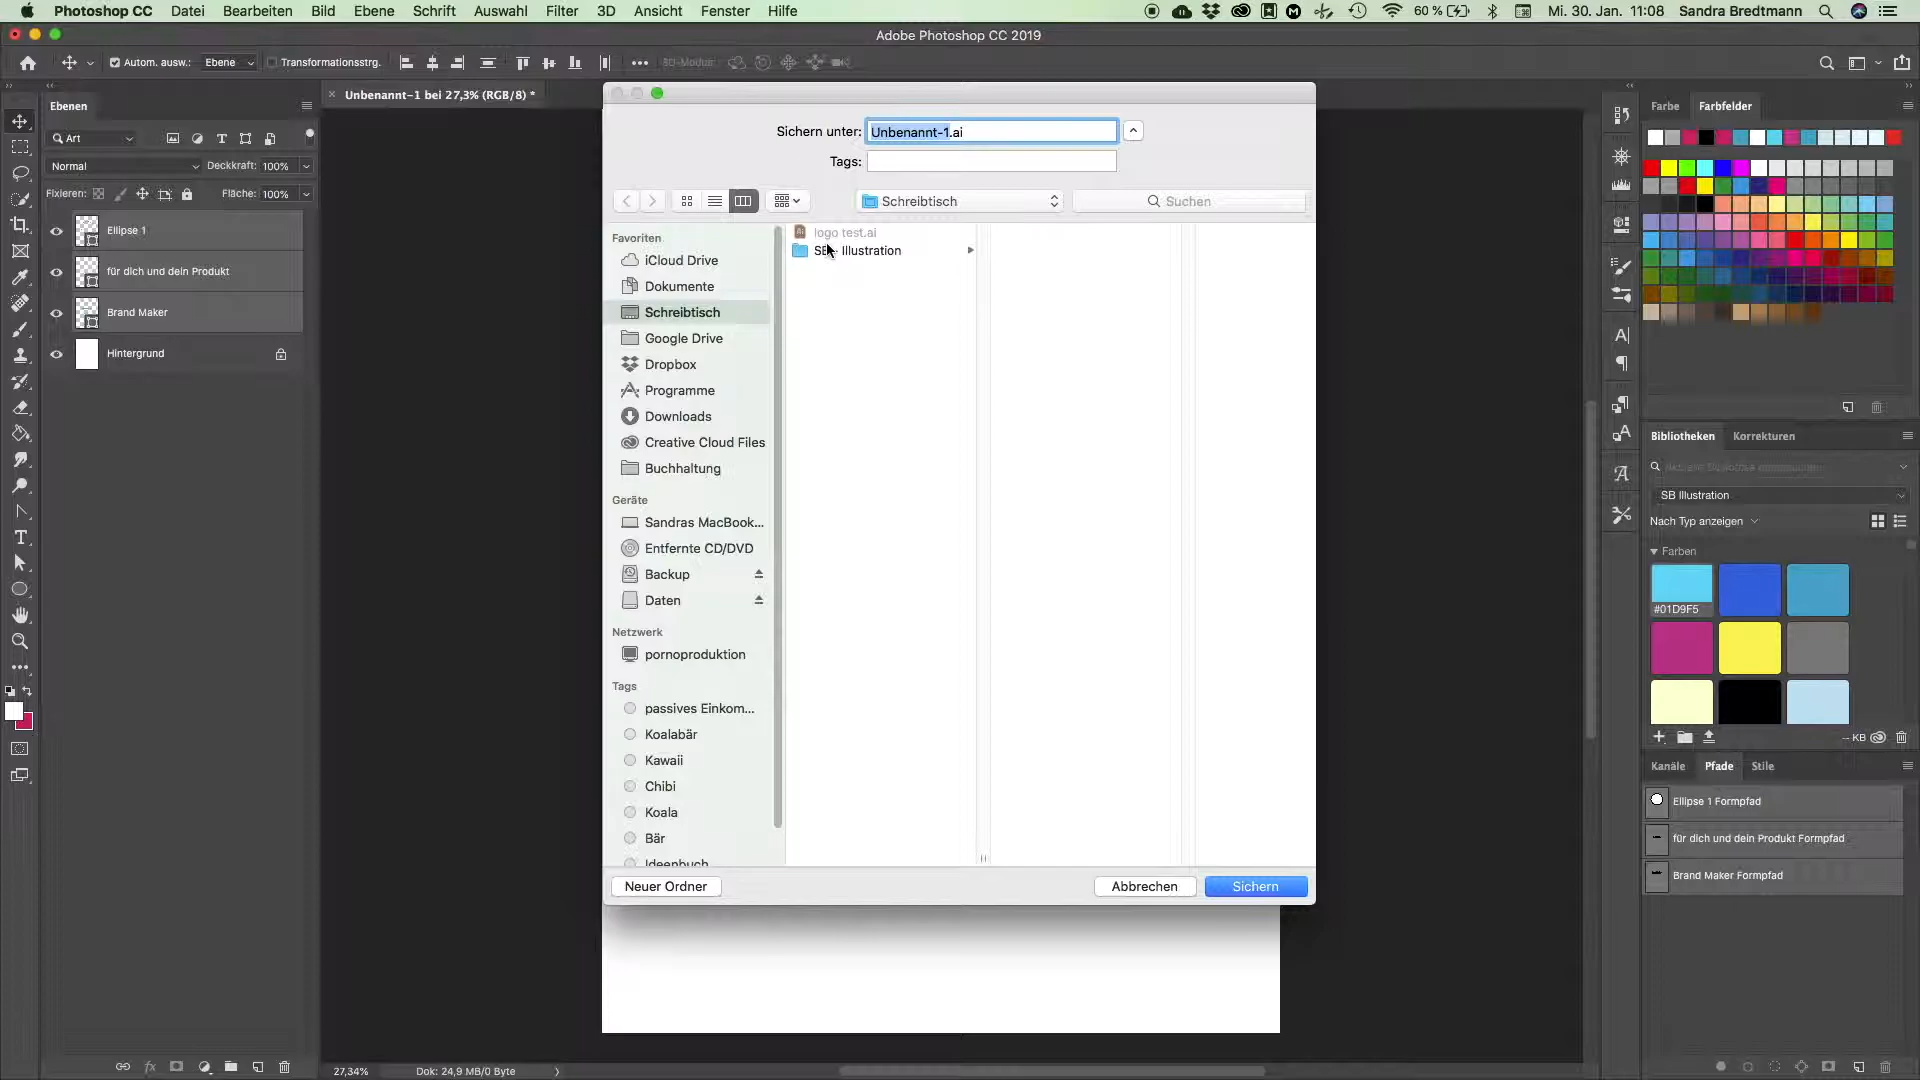 Photoshop CC Datei Bearbeiten Bild Ebene Schrift Auswahl Filter 3D Ansicht Fenster Hilfe 60 % Mi. 30. Jan. 11:08 Sandra Bredtmann
Adobe Photoshop CC 2019
Autom. ausw.: Ebene Transformationsstrg. 3D-Modus:
Ebenen
Unbenannt-1 bei 27,3% (RGB/8) *
Art
Normal Deckkraft: 100%
Fixieren: Fläche: 100%
Ellipse 1
für dich und dein Produkt
Brand Maker
Hintergrund
Sichern unter: Unbenannt-1.ai
Tags:
Schreibtisch
Suchen
Favoriten
iCloud Drive
Dokumente
Schreibtisch
Google Drive
Dropbox
Programme
Downloads
Creative Cloud Files
Buchhaltung
Geräte
Sandras MacBook...
Entfernte CD/DVD
Backup
Daten
Netzwerk
pornoproduktion
Tags
passives Einkom...
Koalabär
Kawaii
Chibi
Koala
Bär
Ideenbuch
logo test.ai
Illustration
Neuer Ordner
Abbrechen
Sichern
Farbe Farbfelder
Bibliotheken Korrekturen
SB Illustration
Nach Typ anzeigen
Farben
#01D9F5
-- KB
Kanäle Pfade Stile
Ellipse 1 Formpfad
für dich und dein Produkt Formpfad
Brand Maker Formpfad
27,34% Dok: 24,9 MB/0 Byte